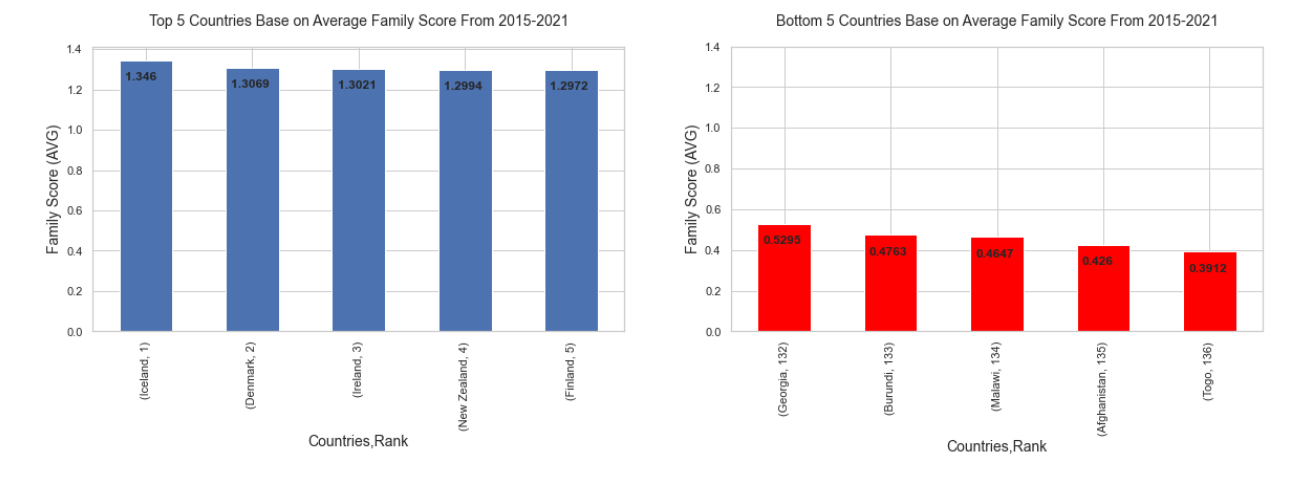 Top 5 Countries Base on Average Family Score From 2015-2021
1.4
1.2
1.0
0.8
0.6
0.4
0.2
0.0
Family Score (AVG)
1.346
1.3069
1.3021
1.2994
1.2972
(Iceland, 1)
(Denmark, 2)
(Ireland, 3)
(New Zealand, 4)
(Finland, 5)
Countries,Rank
Bottom 5 Countries Base on Average Family Score From 2015-2021
1.4
1.2
1.0
0.8
0.6
0.4
0.2
0.0
Family Score (AVG)
0.5295
0.4763
0.4647
0.426
0.3912
(Georgia, 132)
(Burundi, 133)
(Malawi, 134)
(Afghanistan, 135)
(Togo, 136)
Countries,Rank